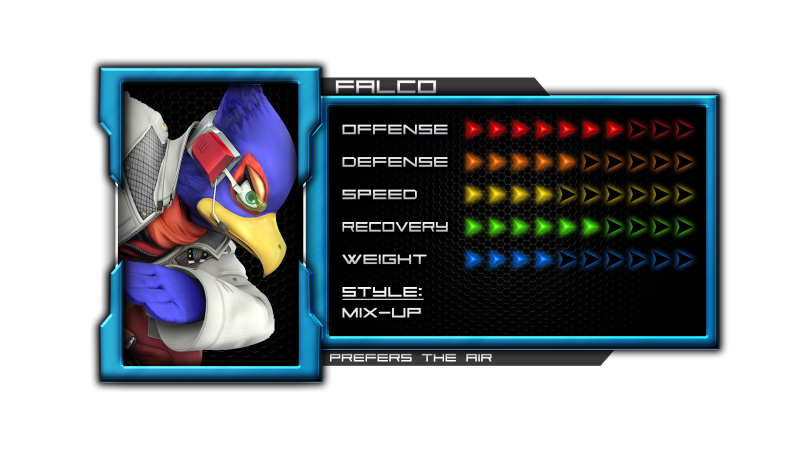 FALCO
OFFENSE
DEFENSE
SPEED
RECOVERY
WEIGHT
STYLE:
MIX-UP
PREFERS THE AIR